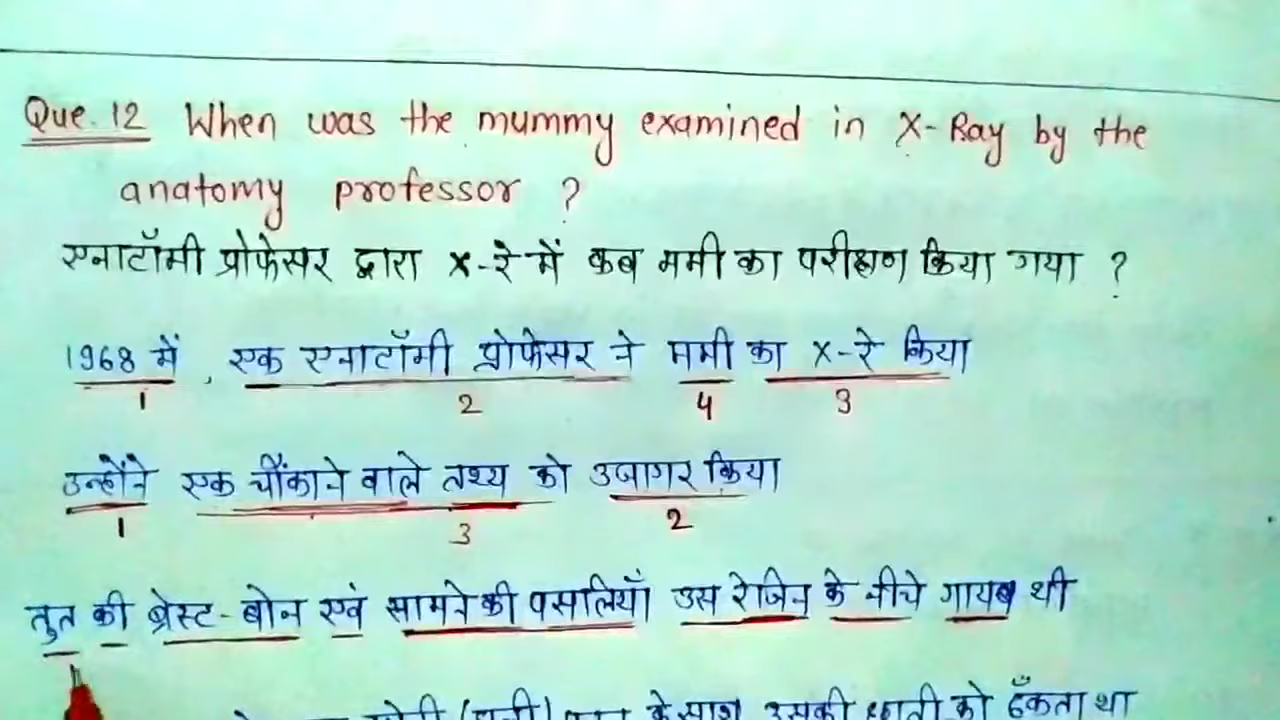 Que. 12 When was the mummy examined in X-Ray by the
anatomy professor ?
एनाटॉमी प्रोफेसर द्वारा x-रे में कब ममी का परीक्षण किया गया ?
1968 में , एक एनाटॉमी प्रोफेसर ने ममी का x-रे किया
1 2 4 3
उन्होंने एक चौंकाने वाले तथ्य को उजागर किया
1 3 2
तुत की ब्रेस्ट-बोन एवं सामने की पसलियाँ उस रेजिन के नीचे गायब थी
के साथ उसकी छाती को ढँकता था